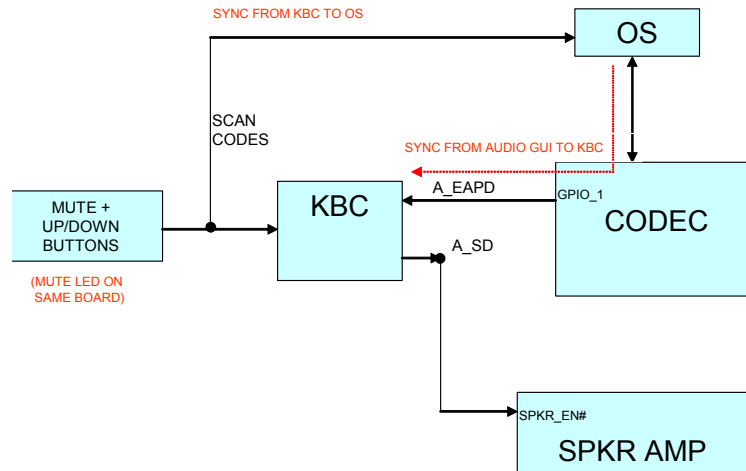 SYNC FROM KBC TO OS
OS
SCAN
CODES
SYNC FROM AUDIO GUI TO KBC
MUTE +
UP/DOWN
BUTTONS
KBC
A_EAPD
GPIO_1
CODEC
A_SD
(MUTE LED ON
SAME BOARD)
SPKR_EN#
SPKR AMP